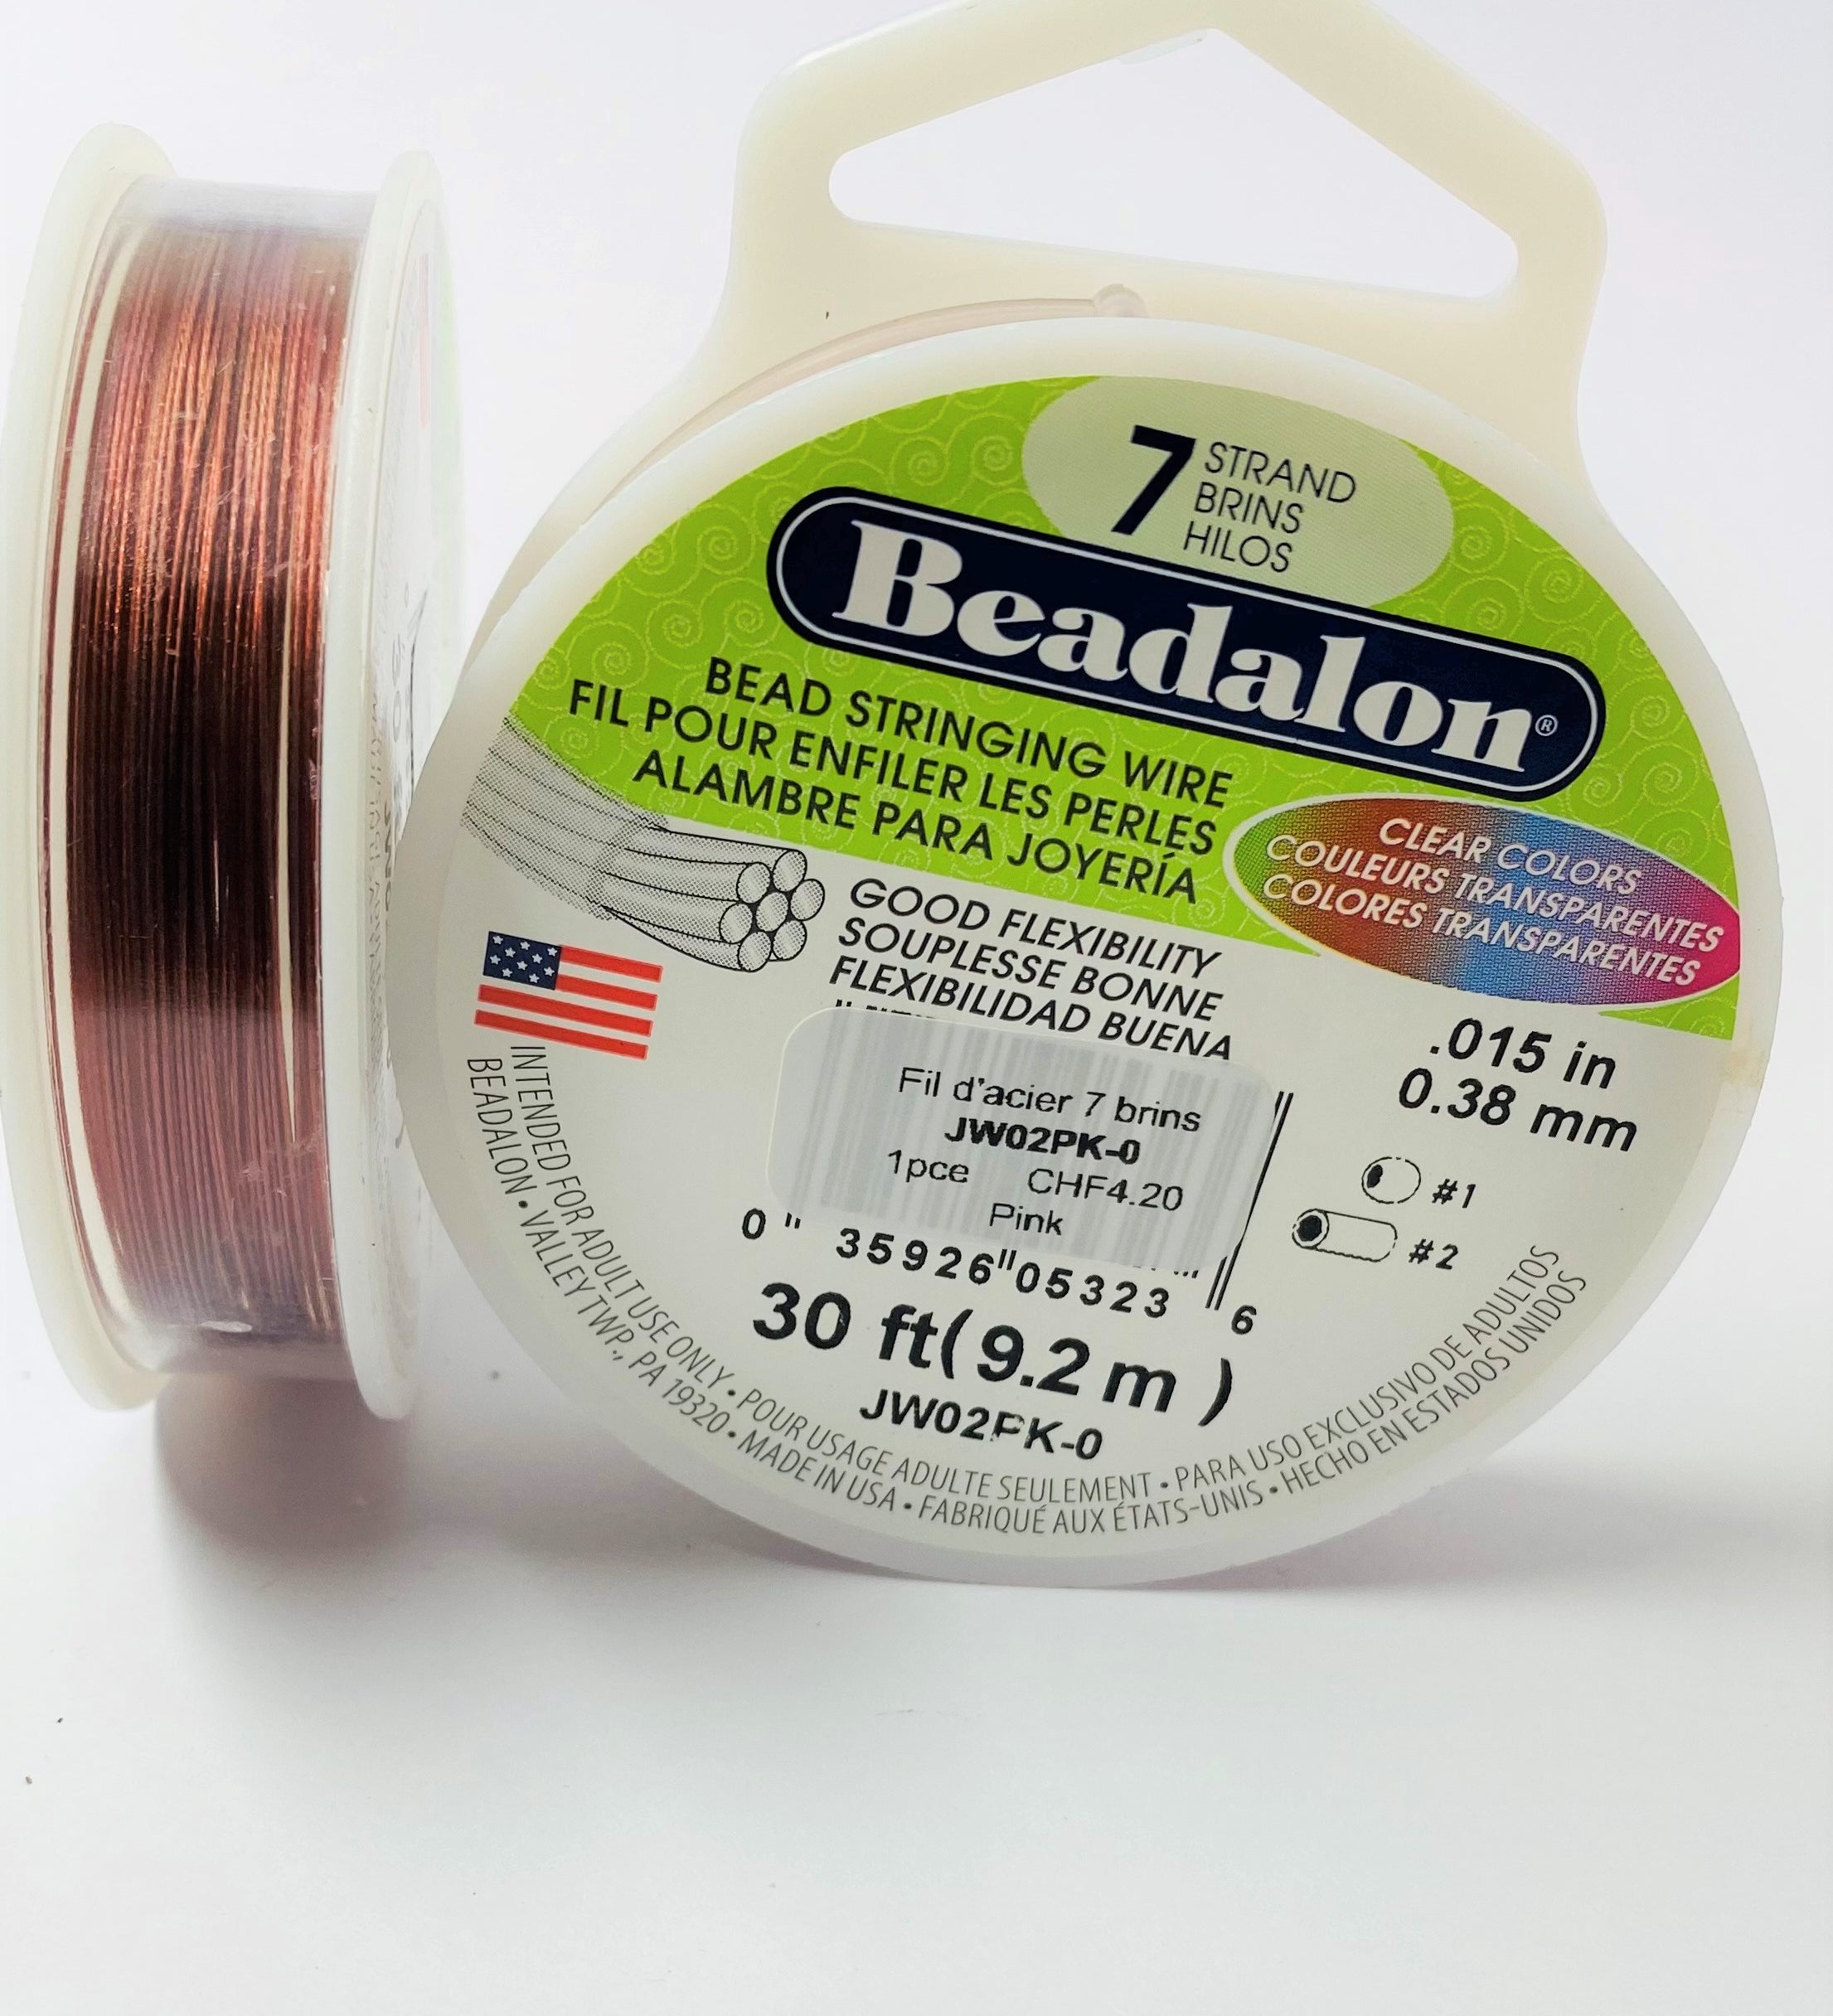 7
STRAND
BRINS
HILOS
Beadalon®
BEAD STRINGING WIRE
FIL POUR ENFILER LES PERLES
ALAMBRE PARA JOYERÍA
CLEAR COLORS
COULEURS TRANSPARENTES
COLORES TRANSPARENTES
GOOD FLEXIBILITY
SOUPLESSE BONNE
FLEXIBILIDAD BUENA
.015 in
0.38 mm
#1
#2
Fil d'acier 7 brins
JW02PK-0
1pce CHF4.20
Pink
0 35926 05323 6
30 ft(9.2 m )
JW02PK-0
INTENDED FOR ADULT USE ONLY • POUR USAGE ADULTE SEULEMENT • PARA USO EXCLUSIVO DE ADULTOS
BEADALON • VALLEY TWP., PA 19320 • MADE IN USA • FABRIQUÉ AUX ÉTATS-UNIS • HECHO EN ESTADOS UNIDOS